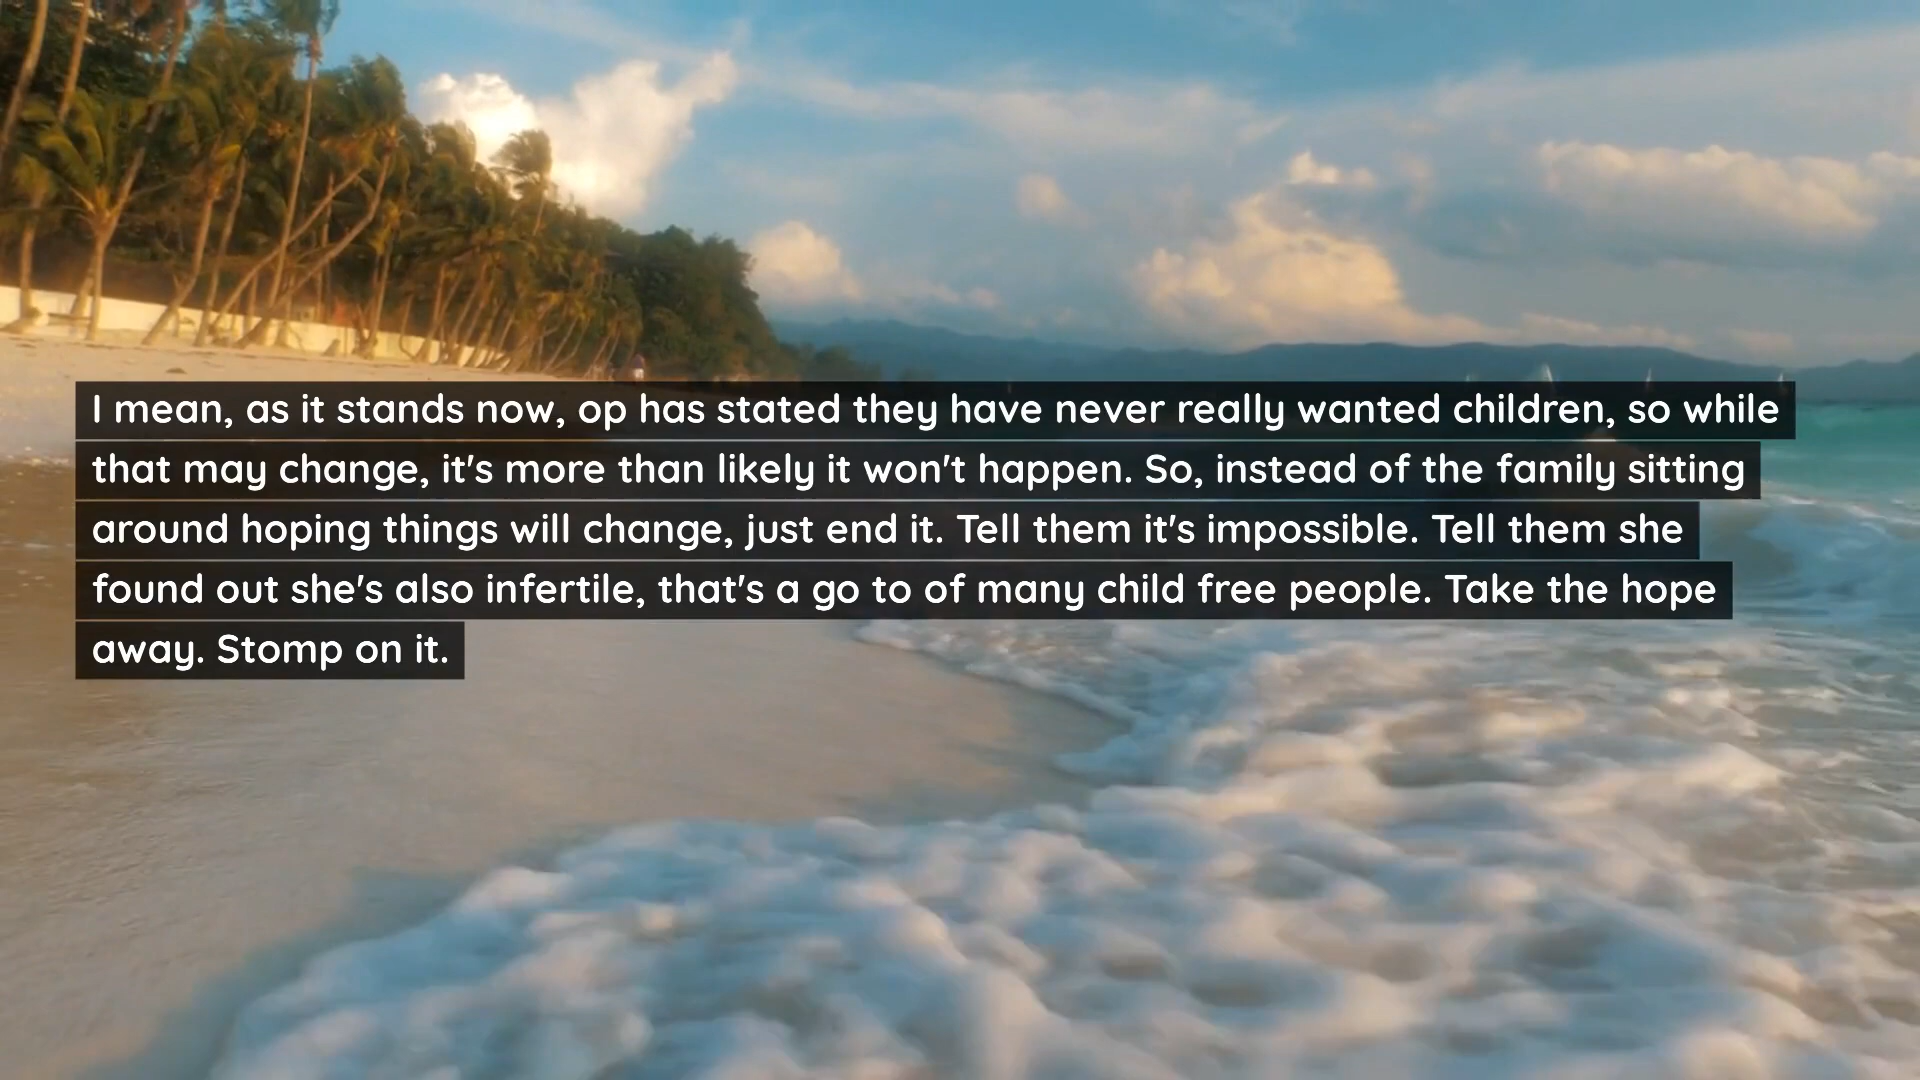 I mean, as it stands now, op has stated they have never really wanted children, so while
that may change, it's more than likely it won't happen. So, instead of the family sitting
around hoping things will change, just end it. Tell them it's impossible. Tell them she
found out she's also infertile, that's a go to of many child free people. Take the hope
away. Stomp on it.